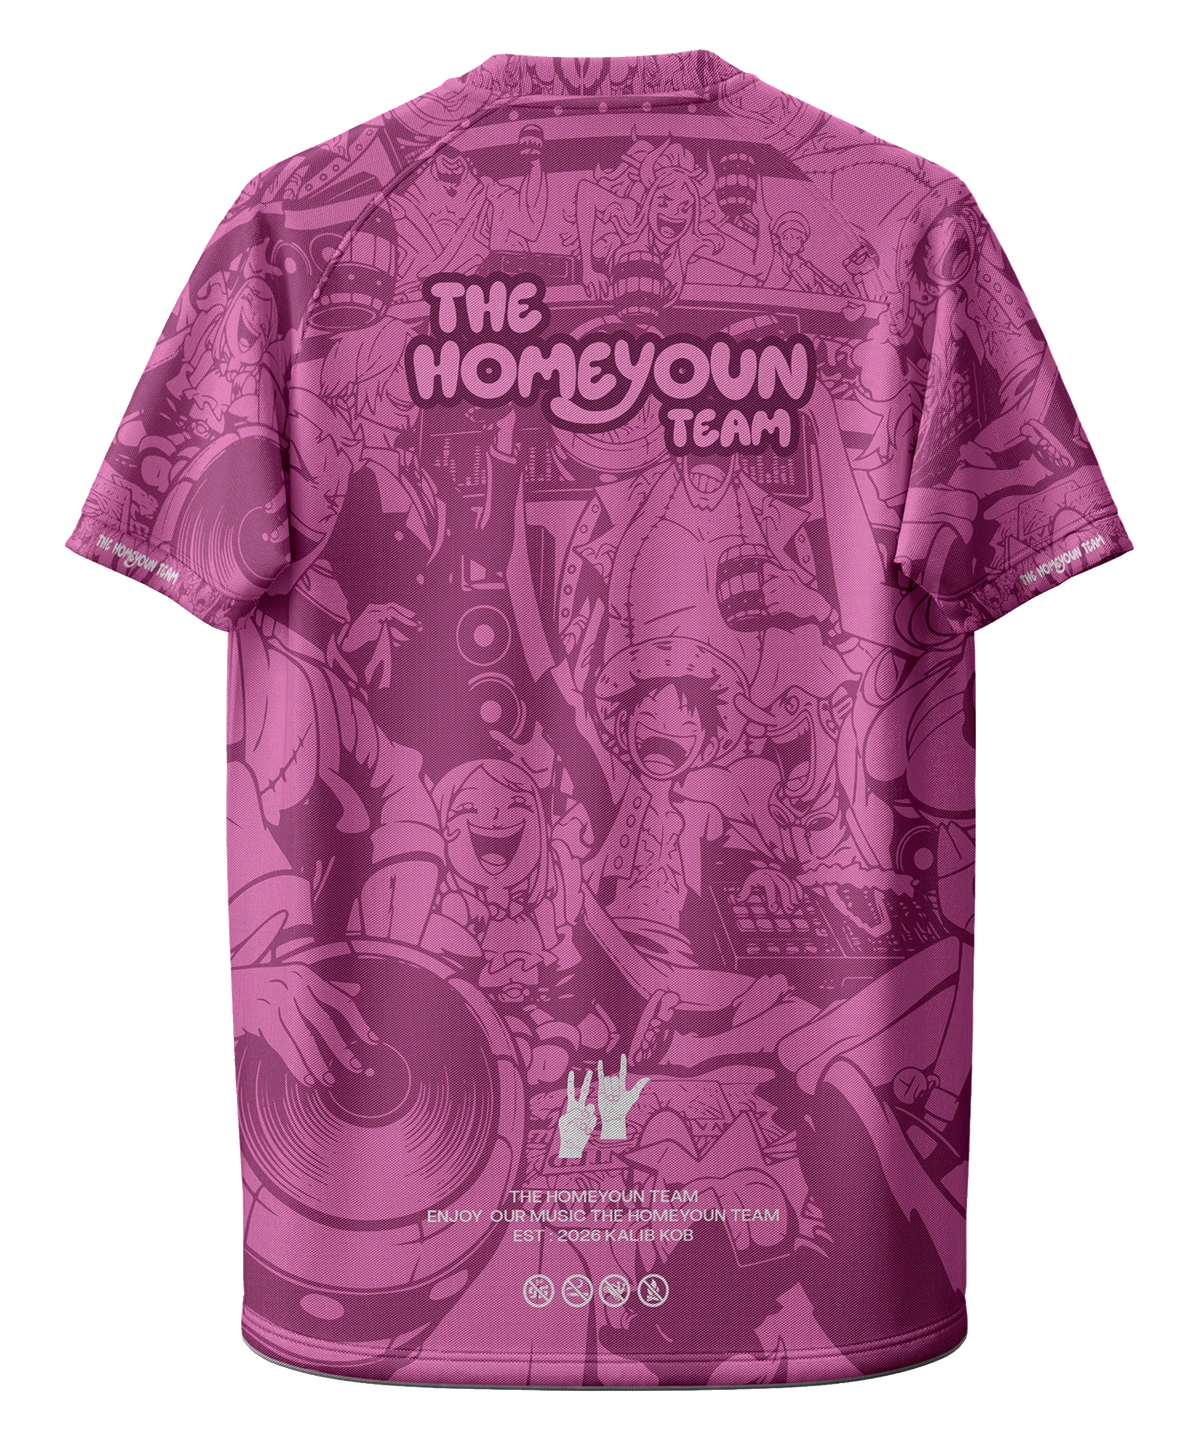 THE
HOMEYOUN
TEAM
THE HOMEYOUN TEAM
THE HOMEYOUN TEAM
THE HOMEYOUN TEAM
ENJOY OUR MUSIC THE HOMEYOUN TEAM
EST : 2026 KALIB KOB